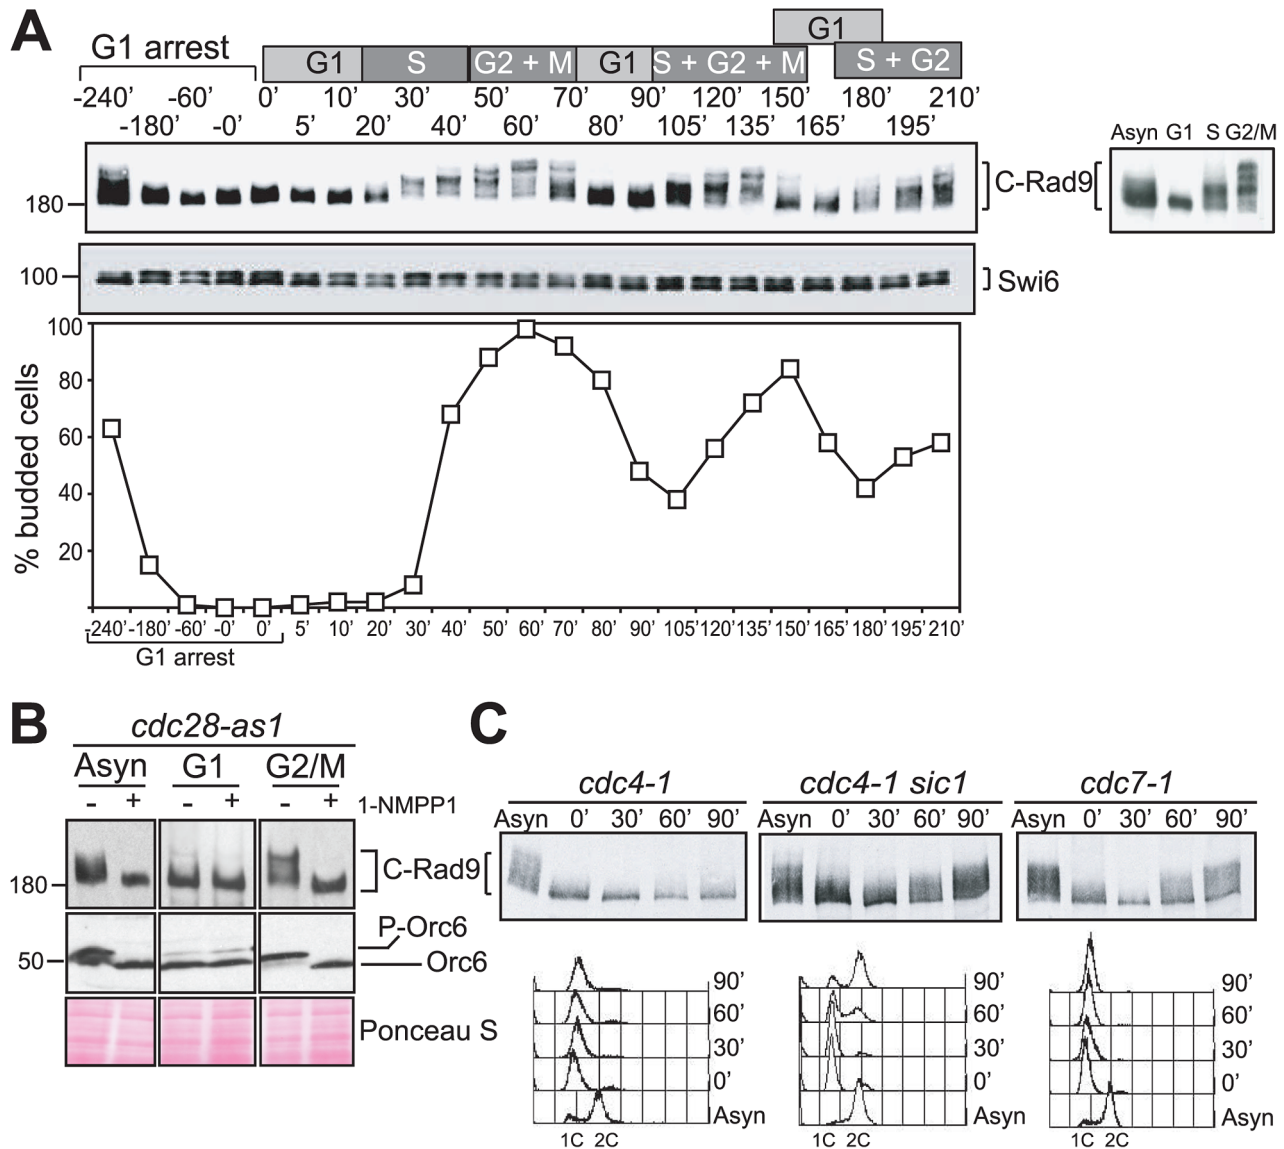 A
G1 arrest
G1
S
G2 + M
G1
S + G2 + M
G1
S + G2
-240’ -60’ 0’ 10’ 30’ 50’ 70’ 90’ 120’ 150’ 180’ 210’
-180’ -0’ 5’ 20’ 40’ 60’ 80’ 105’ 135’ 165’ 195’
Asyn G1 S G2/M
C-Rad9
180
100
Swi6
% budded cells
100
80
60
40
20
-240’ -180’ -60’ -0’ 0’ 5’ 10’ 20’ 30’ 40’ 50’ 60’ 70’ 80’ 90’ 105’ 120’ 135’ 150’ 165’ 180’ 195’ 210’
G1 arrest
B
cdc28-as1
Asyn G1 G2/M
- + - + - + 1-NMPP1
180
C-Rad9
P-Orc6
50
Orc6
Ponceau S
C
cdc4-1
cdc4-1 sic1
cdc7-1
Asyn 0’ 30’ 60’ 90’
Asyn 0’ 30’ 60’ 90’
Asyn 0’ 30’ 60’ 90’
90’
60’
30’
0’
Asyn
1C 2C
90’
60’
30’
0’
Asyn
1C 2C
90’
60’
30’
0’
Asyn
1C 2C